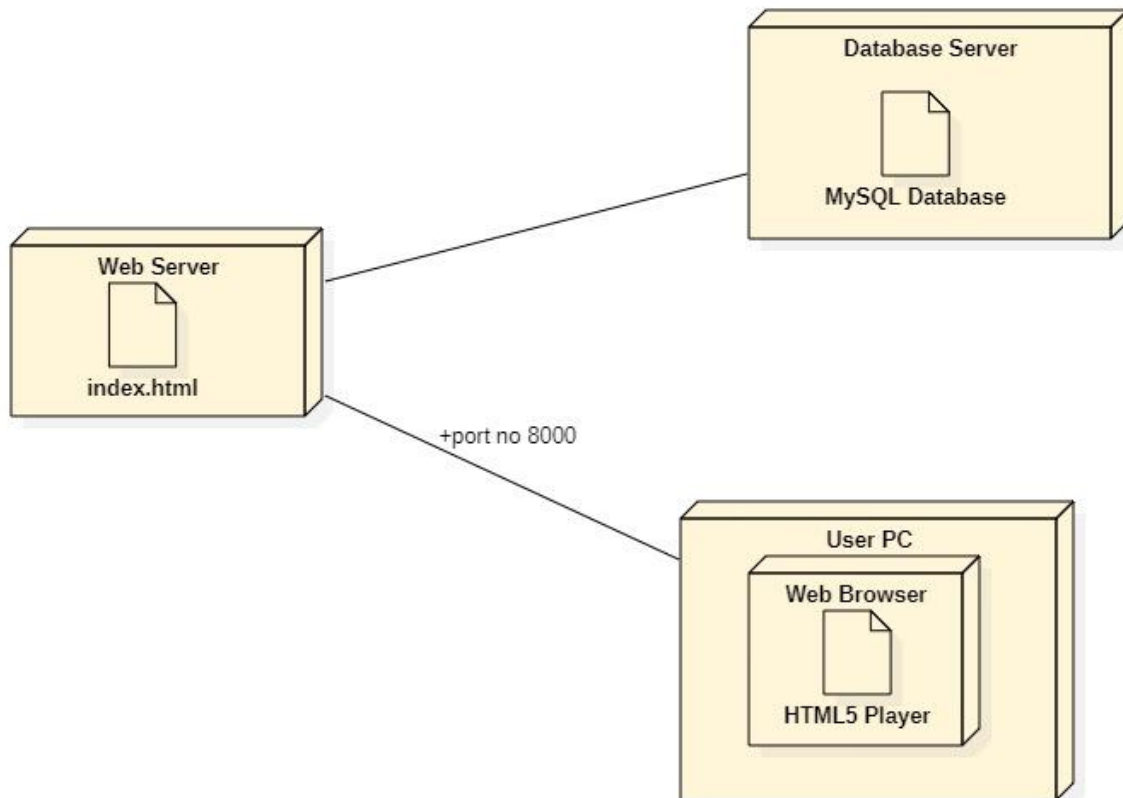 Database Server
MySQL Database
Web Server
index.html
+port no 8000
User PC
Web Browser
HTML5 Player